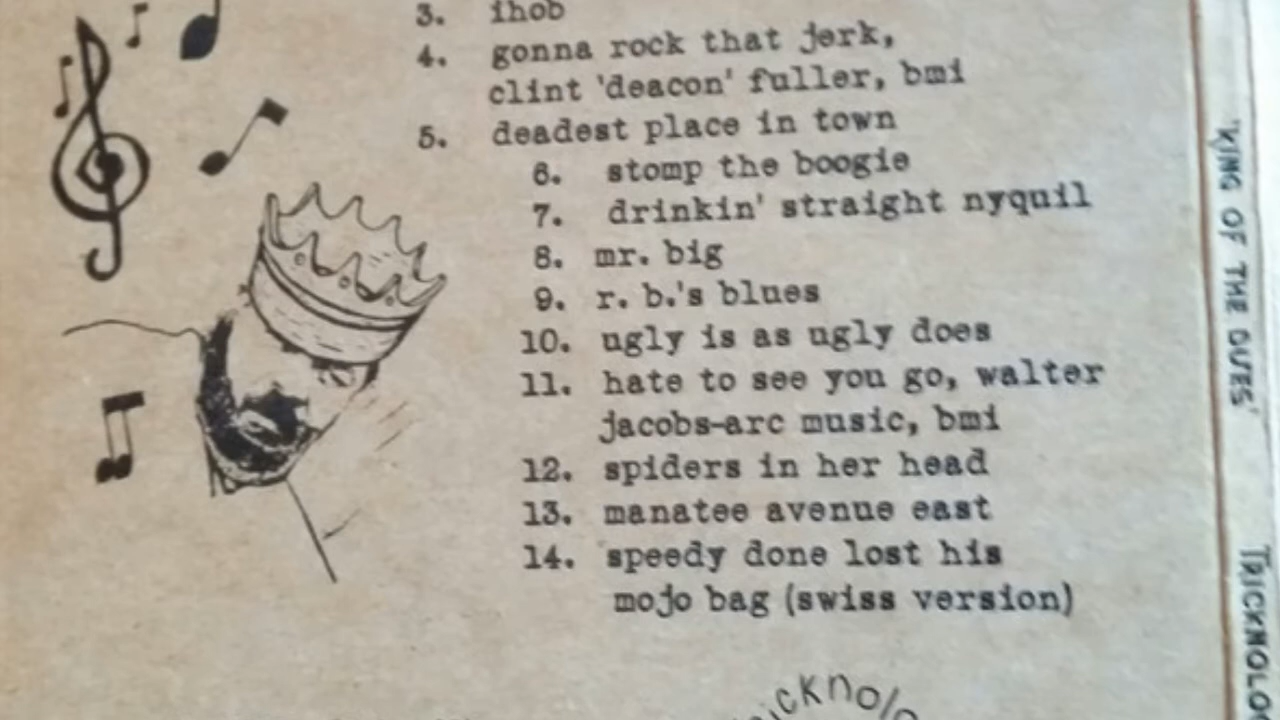 3. ihob
4. gonna rock that jerk,
clint 'deacon' fuller, bmi
5. deadest place in town
6. stomp the boogie
7. drinkin' straight nyquil
8. mr. big
9. r. b.'s blues
10. ugly is as ugly does
11. hate to see you go, walter
jacobs-arc music, bmi
12. spiders in her head
13. manatee avenue east
14. speedy done lost his
mojo bag (swiss version)
'KING OF THE DUES'